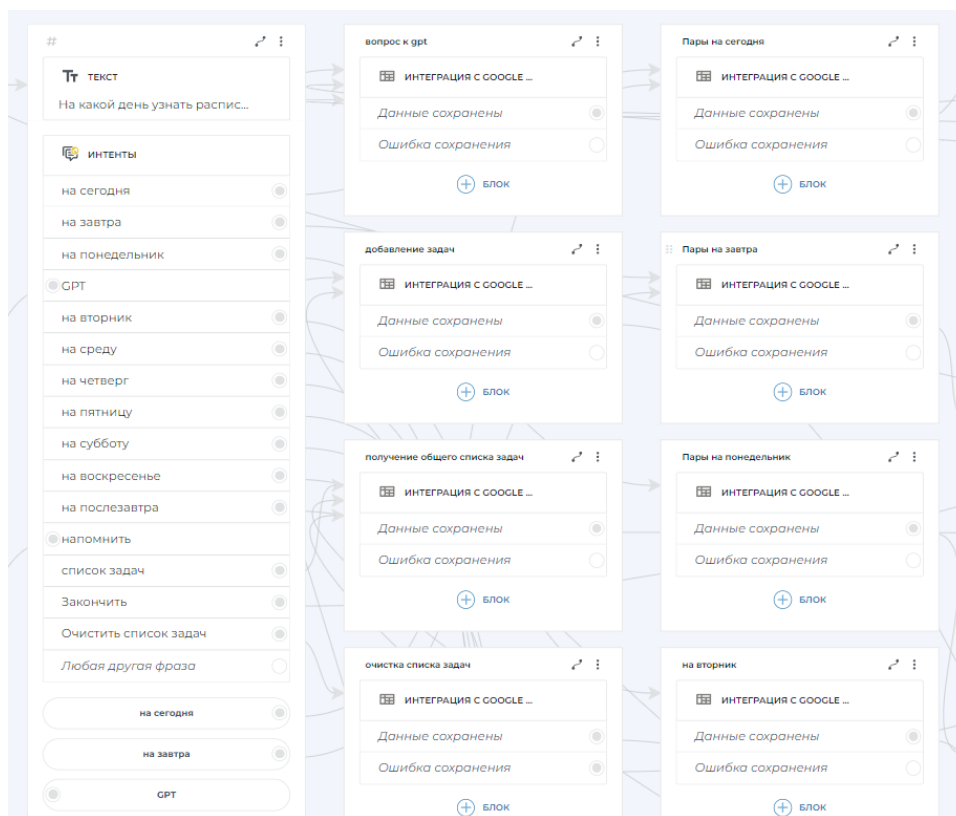 #
ТЕКСТ
На какой день узнать распис...
ИНТЕНТЫ
на сегодня
на завтра
на понедельник
GPT
на вторник
на среду
на четверг
на пятницу
на субботу
на воскресенье
на послезавтра
напомнить
список задач
Закончить
Очистить список задач
Любая другая фраза
на сегодня
на завтра
GPT
вопрос к gpt
ИНТЕГРАЦИЯ С GOOGLE ...
Данные сохранены
Ошибка сохранения
БЛОК
добавление задач
ИНТЕГРАЦИЯ С GOOGLE ...
Данные сохранены
Ошибка сохранения
БЛОК
получение общего списка задач
ИНТЕГРАЦИЯ С GOOGLE ...
Данные сохранены
Ошибка сохранения
БЛОК
очистка списка задач
ИНТЕГРАЦИЯ С GOOGLE ...
Данные сохранены
Ошибка сохранения
БЛОК
Пары на сегодня
ИНТЕГРАЦИЯ С GOOGLE ...
Данные сохранены
Ошибка сохранения
БЛОК
Пары на завтра
ИНТЕГРАЦИЯ С GOOGLE ...
Данные сохранены
Ошибка сохранения
БЛОК
Пары на понедельник
ИНТЕГРАЦИЯ С GOOGLE ...
Данные сохранены
Ошибка сохранения
БЛОК
на вторник
ИНТЕГРАЦИЯ С GOOGLE ...
Данные сохранены
Ошибка сохранения
БЛОК